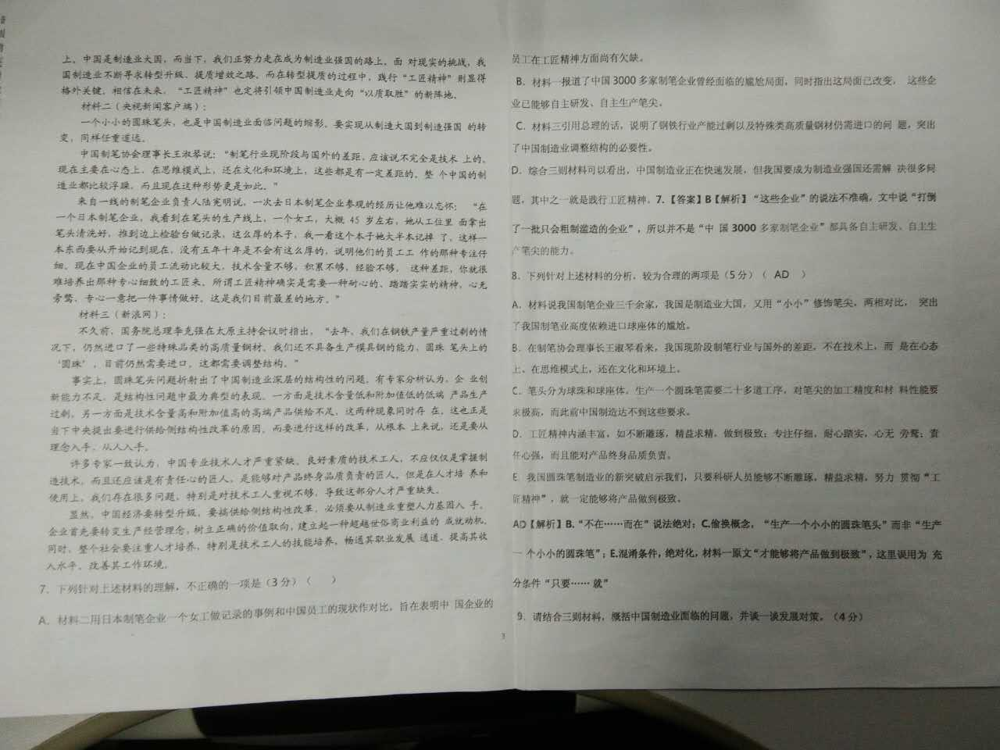 上。中国是制造业大国，而当下，我们正努力走在成为制造业强国的路上。面 对现实的挑战，我
国制造业不断寻求转型升级、提质增效之路。而在转型提质的过程中，践行“工匠精神”则显得
格外关键。相信在未来，“工匠精神”也定将引领中国制造业走向“以质取胜”的新阵地。
材料二（央视新闻客户端）：
一个小小的圆珠笔头，也是中国制造业面临问题的缩影。要实现从制造大国到制造强国 的转
变，同样任重道远。
中国制笔协会理事长王淑琴说：“制笔行业现阶段与国外的差距，应该说不完全是技术 上的。
现在主要在心态上，在思维模式上，还在文化和环境上，这些都是有一定差距的。整 个中国的制
造业都比较浮躁，而且现在这种形势更是如此。”
来自一线的制笔企业负责人陆宪明说，一次去日本制笔企业参观的经历让他难以忘怀： “在
一个日本制笔企业，我看到在笔头的生产线上，一个女工，大概 45 岁左右，她从工位里 面拿出
笔头清洗好，推到边上检验台做记录，这么厚的本子，我一看这个本子她大半本记掉 了，这样一
本东西要从开始记到现在，没有五年十年是不会有这么厚的，说明他们的员工工 作的那种专注仔
细。现在中国企业的员工流动比较大，技术含量不够，积累不够，经验不够， 这种差距，你就很
难培养出那种专心细致的工匠来。所谓工匠精神确实是需要一种耐心的、踏踏实实的精神，心无
旁鹜，专心一意把一件事情做好。这是我们目前最差的地方。”
材料三（新浪网）：
不久前，国务院总理李克强在太原主持会议时指出，“去年，我们在钢铁产量严重过剩的情
况下，仍然进口了一些特殊品类的高质量钢材。我们还不具备生产模具钢的能力，圆珠 笔头上的
‘圆珠’，目前仍然需要进口。这都需要调整结构。”
事实上，圆珠笔头问题折射出了中国制造业深层的结构性的问题。有专家分析认为，企 业创
新能力不足，是结构性问题中最为典型的表现。一方面是技术含量低和附加值低的低端 产品生产
过剩，另一方面是技术含量高和附加值高的高端产品供给不足，这两种现象同时存 在。这也正是
当下中央提出要进行供给侧结构性改革的原因。而要进行这样的改革，从根本 上来说，还是要从
理念入手，从人入手。
许多专家一致认为，中国专业技术人才严重紧缺。良好素质的技术工人，不应仅仅是掌握制
造技术，而且还应该是有责任心的匠人，是能够对产品终身品质负责的匠人。但是在人才培 养和
使用上，我们存在很多问题，特别是对技术工人重视不够，导致这部分人才严重缺失。
显然，中国经济要转型升级，要搞供给侧结构性改革，必须要从制造业重塑人力基因入 手。
企业首先要转变生产经营理念，树立正确的价值取向，建立起一种超越世俗商业利益的 成就动机。
同时，整个社会要注重人才培养，特别是技术工人的技能培养，畅通其职业发展 通道，提高其收
入水平，改善其工作环境。
7．下列针对上述材料的理解，不正确的一项是（3 分）（ ）
A．材料二用日本制笔企业一个女工做记录的事例和中国员工的现状作对比，旨在表明中 国企业的
3
员工在工匠精神方面尚有欠缺。
B．材料一报道了中国 3000 多家制笔企业曾经面临的尴尬局面，同时指出这局面已改变， 这些企
业已能够自主研发、自主生产笔尖。
C．材料三引用总理的话，说明了钢铁行业产能过剩以及特殊类高质量钢材仍需进口的问 题，突出
了中国制造业调整结构的必要性。
D．综合三则材料可以看出，中国制造业正在快速发展，但我国要成为制造业强国还需解 决很多问
题，其中之一就是践行工匠精神。7.【答案】B【解析】“这些企业”的说法不准确，文中说“打倒
了一批只会粗制滥造的企业”，所以并不是“中 国 3000 多家制笔企业”都具备自主研发、自主生
产笔尖的能力。
8．下列针对上述材料的分析，较为合理的两项是（5 分）（ AD ）
A．材料说我国制笔企业三千余家，我国是制造业大国，又用“小小”修饰笔尖，两相对比， 突出
了我国制笔业高度依赖进口球座体的尴尬。
B．在制笔协会理事长王淑琴看来，我国现阶段制笔行业与国外的差距，不在技术上，而 是在心态
上、在思维模式上，还在文化和环境上。
C．笔头分为球珠和球座体，生产一个圆珠笔需要二十多道工序，对笔尖的加工精度和材 料性能要
求极高，而此前中国制造达不到这些要求。
D．工匠精神内涵丰富，如不断雕琢，精益求精，做到极致；专注仔细，耐心踏实，心无 旁鹜；责
任心强，而且能对产品终身品质负责。
E．我国圆珠笔制造业的新突破启示我们，只要科研人员能够不断雕琢，精益求精，努力 贯彻“工
匠精神”，就一定能够将产品做到极致。
AD【解析】B.“不在……而在”说法绝对；C.偷换概念，“生产一个小小的圆珠笔头”而非“生产
一 个小小的圆珠笔”；E.混淆条件，绝对化，材料一原文“才能够将产品做到极致”，这里误用为 充
分条件“只要…… 就”
9．请结合三则材料，概括中国制造业面临的问题，并谈一谈发展对策。（4 分）